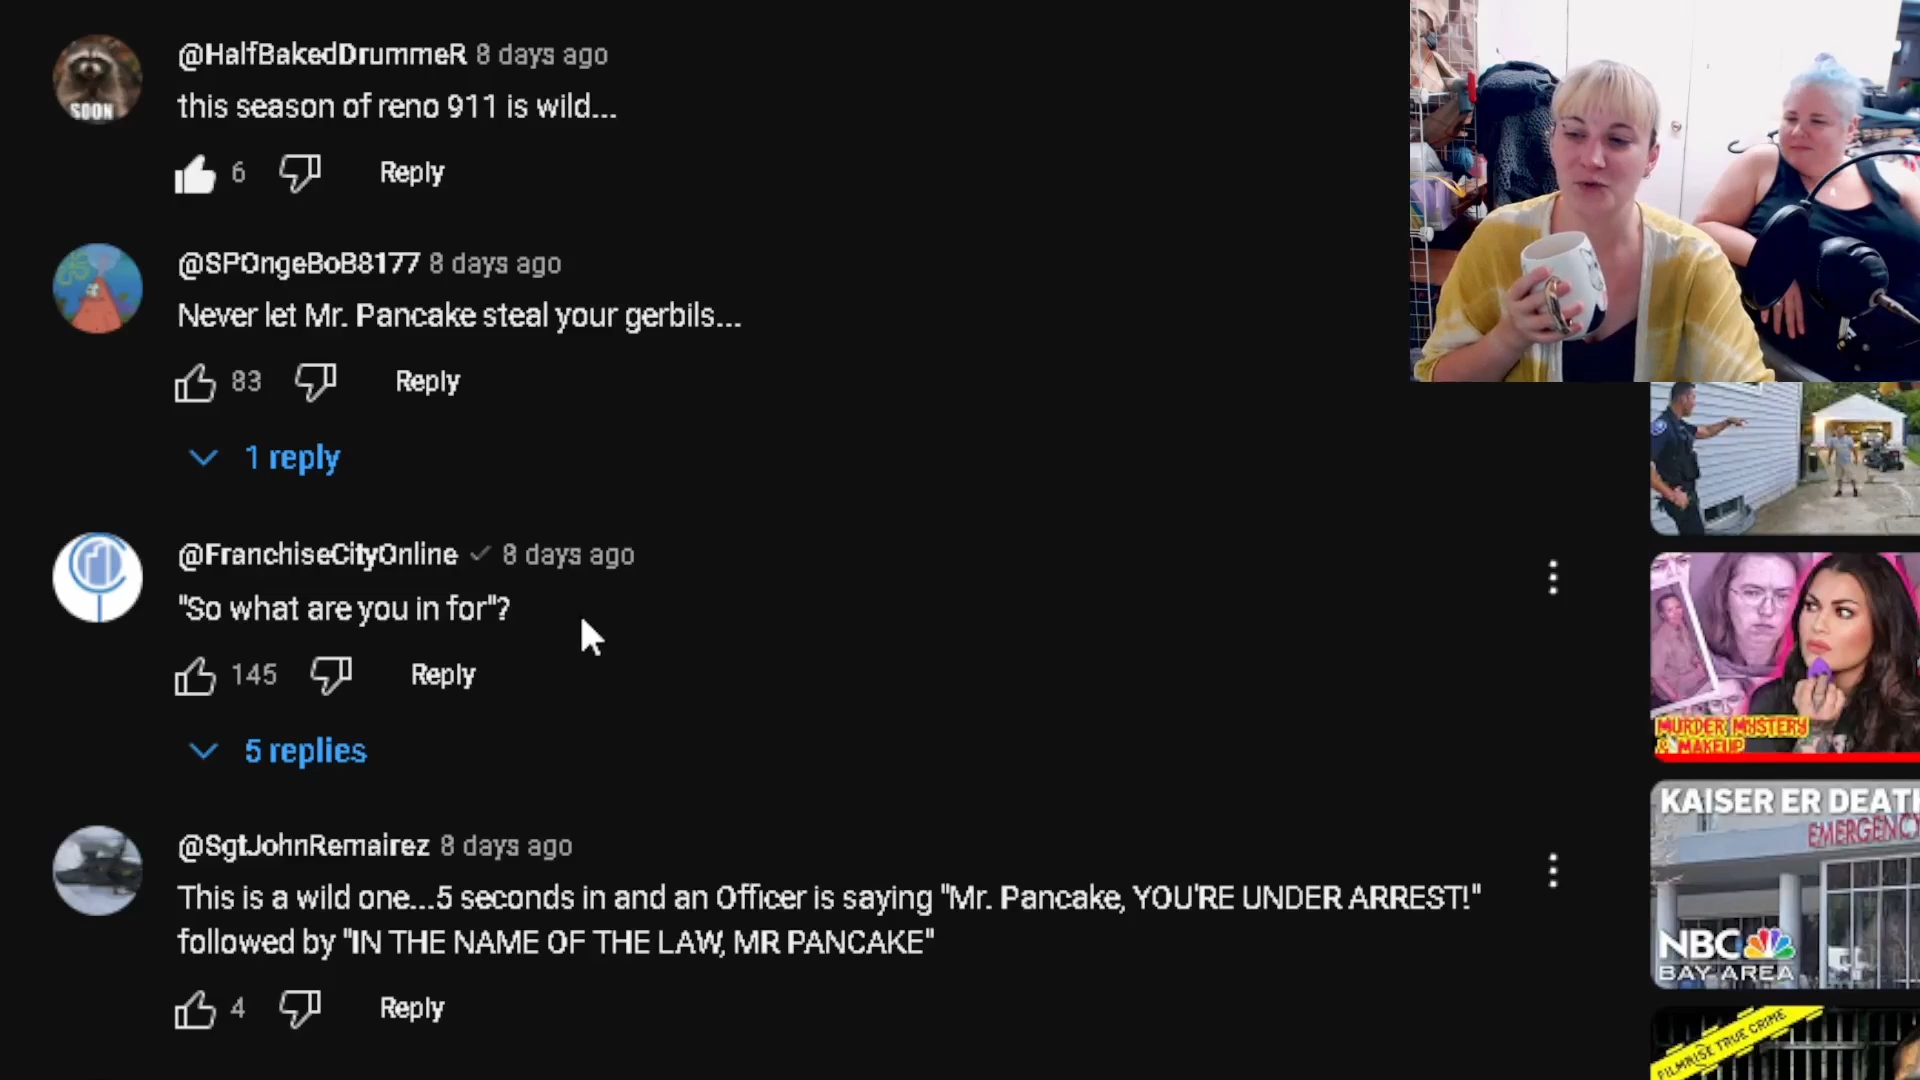 @HalfBakedDrummeR 8 days ago
this season of reno 911 is wild...
6 Reply
@SPOngeBoB8177 8 days ago
Never let Mr. Pancake steal your gerbils...
83 Reply
1 reply
@FranchiseCityOnline 8 days ago
"So what are you in for"?
145 Reply
5 replies
@SgtJohnRemairez 8 days ago
This is a wild one...5 seconds in and an Officer is saying "Mr. Pancake, YOU'RE UNDER ARREST!"
followed by "IN THE NAME OF THE LAW, MR PANCAKE"
4 Reply
SOON
MURDER MYSTERY
& MAKEUP
KAISER ER DEATH
EMERGENCY
NBC
BAY AREA
FILMRISE TRUE CRIME